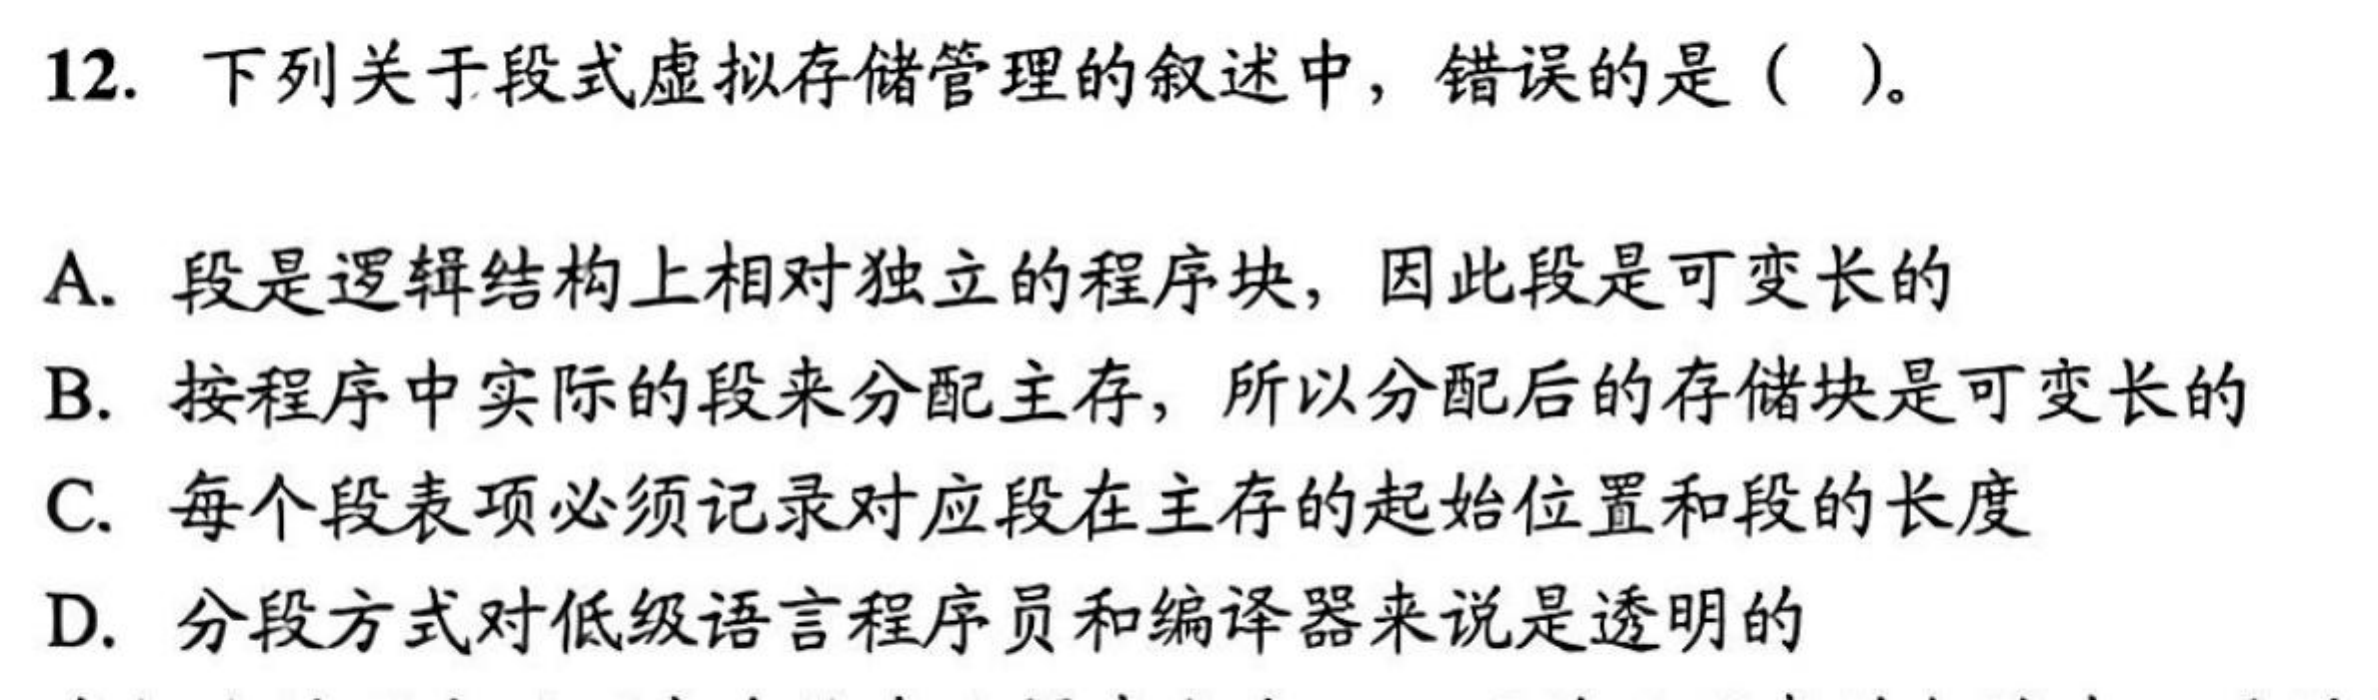 12. 下列关于段式虚拟存储管理的叙述中，错误的是（ ）。
A. 段是逻辑结构上相对独立的程序块，因此段是可变长的
B. 按程序中实际的段来分配主存，所以分配后的存储块是可变长的
C. 每个段表项必须记录对应段在主存的起始位置和段的长度
D. 分段方式对低级语言程序员和编译器来说是透明的